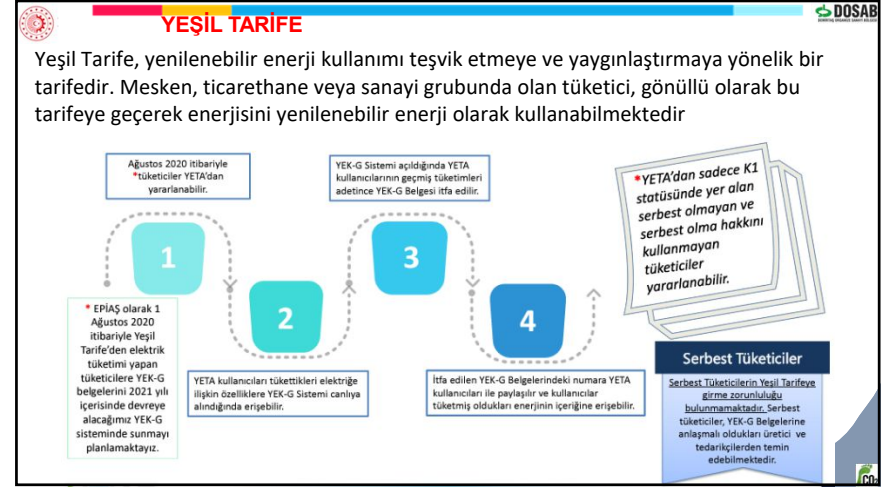 YEŞİL TARİFE
DOSAB
Yeşil Tarife, yenilenebilir enerji kullanımı teşvik etmeye ve yaygınlaştırmaya yönelik bir
tarifedir. Mesken, ticarethane veya sanayi grubunda olan tüketici, gönüllü olarak bu
tarifeye geçerek enerjisini yenilenebilir enerji olarak kullanabilmektedir
Ağustos 2020 itibariyle
*tüketiciler YETA'dan
yararlanabilir.
1
* EPİAŞ olarak 1
Ağustos 2020
itibariyle Yeşil
Tarife'den elektrik
tüketimi yapan
tüketicilere YEK-G
belgelerini 2021 yılı
içerisinde devreye
alacağımız YEK-G
sisteminde sunmayı
planlamaktayız.
2
YETA kullanıcıları tükettikleri elektriğe
ilişkin özelliklere YEK-G Sistemi canlıya
alındığında erişebilir.
YEK-G Sistemi açıldığında YETA
kullanıcılarının geçmiş tüketimleri
adetince YEK-G Belgesi itfa edilir.
3
4
İtfa edilen YEK-G Belgelerindeki numara YETA
kullanıcıları ile paylaşılır ve kullanıcılar
tüketmiş oldukları enerjinin içeriğine erişebilir.
*YETA'dan sadece K1
statüsünde yer alan
serbest olmayan ve
serbest olma hakkını
kullanmayan
tüketiciler
yararlanabilir.
Serbest Tüketiciler
Serbest Tüketicilerin Yeşil Tarifeye
girme zorunluluğu
bulunmamaktadır. Serbest
tüketiciler, YEK-G Belgelerine
anlaşmalı oldukları üretici ve
tedarikçilerden temin
edebilmektedir.
CO₂